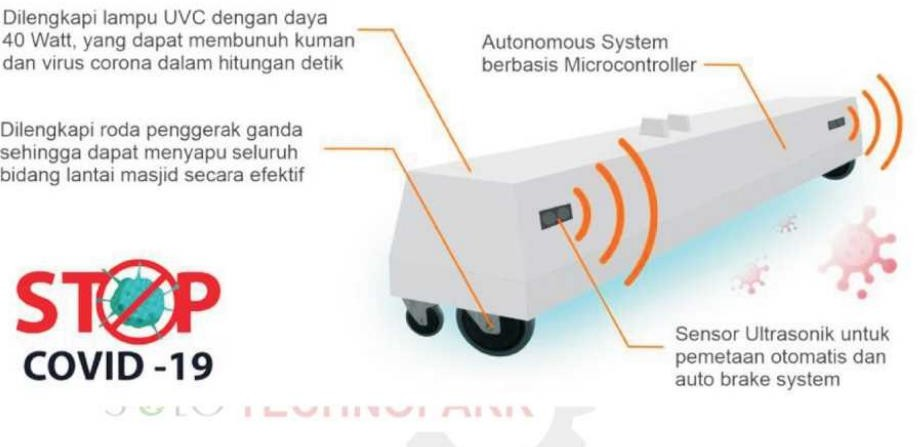 Dilengkapi lampu UVC dengan daya
40 Watt, yang dapat membunuh kuman
dan virus corona dalam hitungan detik
Autonomous System
berbasis Microcontroller
Dilengkapi roda penggerak ganda
sehingga dapat menyapu seluruh
bidang lantai masjid secara efektif
STOP
COVID -19
Sensor Ultrasonik untuk
pemetaan otomatis dan
auto brake system
SOLO TECHNOPARK